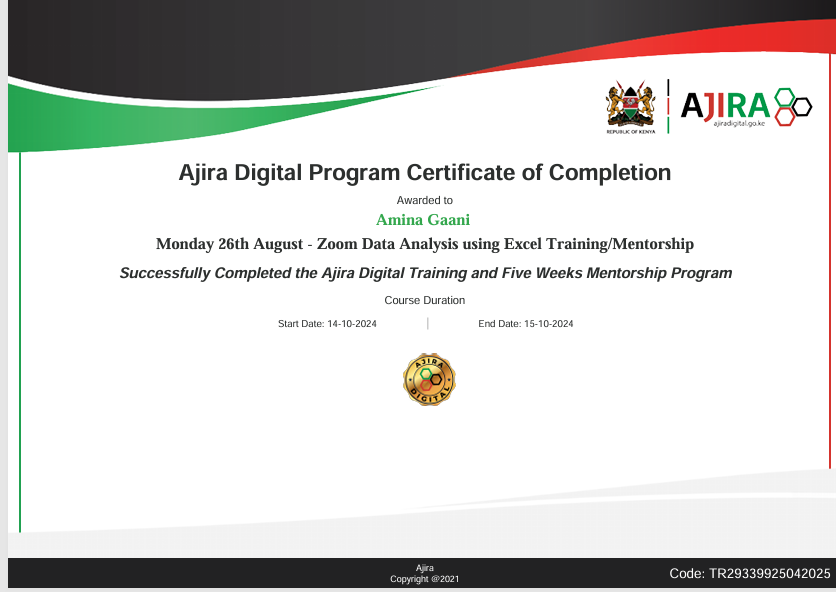 REPUBLIC OF KENYA
AJIRA
ajiradigital.go.ke
Ajira Digital Program Certificate of Completion
Awarded to
Amina Gaani
Monday 26th August - Zoom Data Analysis using Excel Training/Mentorship
Successfully Completed the Ajira Digital Training and Five Weeks Mentorship Program
Course Duration
Start Date: 14-10-2024 | End Date: 15-10-2024
AJIRA
DIGITAL
Ajira
Copyright @2021
Code: TR29339925042025